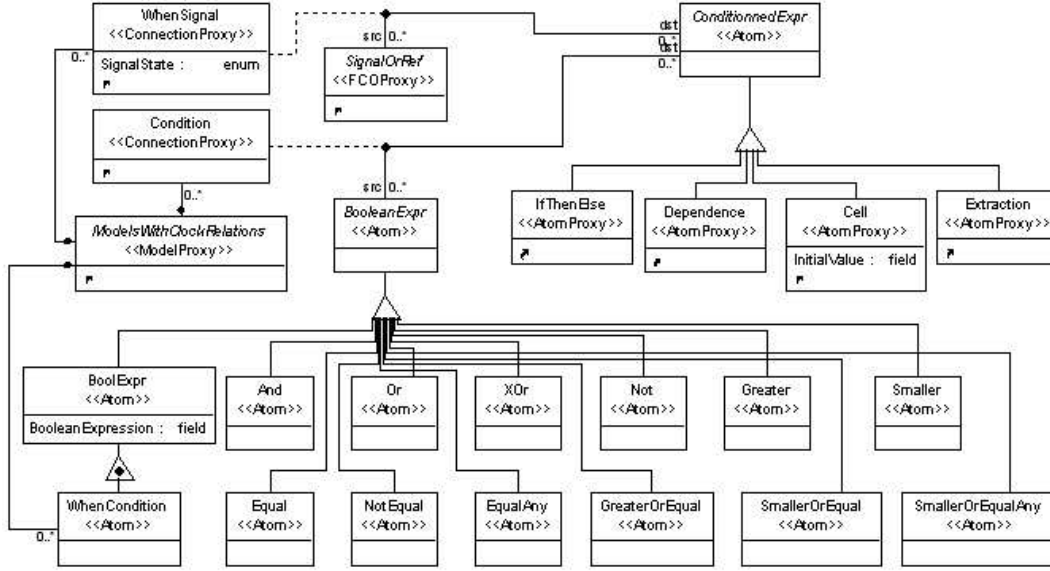 WhenSignal
<<ConnectionProxy>>
SignalState : enum
0..*
src 0..*
SignalOrRef
<<FCOProxy>>
ConditionnedExpr
<<Atom>>
dst
0..*
dst
0..*
Condition
<<ConnectionProxy>>
0..*
src 0..*
ModelsWithClockRelations
<<ModelProxy>>
BooleanExpr
<<Atom>>
IfThenElse
<<AtomProxy>>
Dependence
<<AtomProxy>>
Cell
<<AtomProxy>>
InitialValue : field
Extraction
<<AtomProxy>>
BoolExpr
<<Atom>>
BooleanExpression : field
And
<<Atom>>
Or
<<Atom>>
XOr
<<Atom>>
Not
<<Atom>>
Greater
<<Atom>>
Smaller
<<Atom>>
WhenCondition
<<Atom>>
0..*
Equal
<<Atom>>
NotEqual
<<Atom>>
EqualAny
<<Atom>>
GreaterOrEqual
<<Atom>>
SmallerOrEqual
<<Atom>>
SmallerOrEqualAny
<<Atom>>